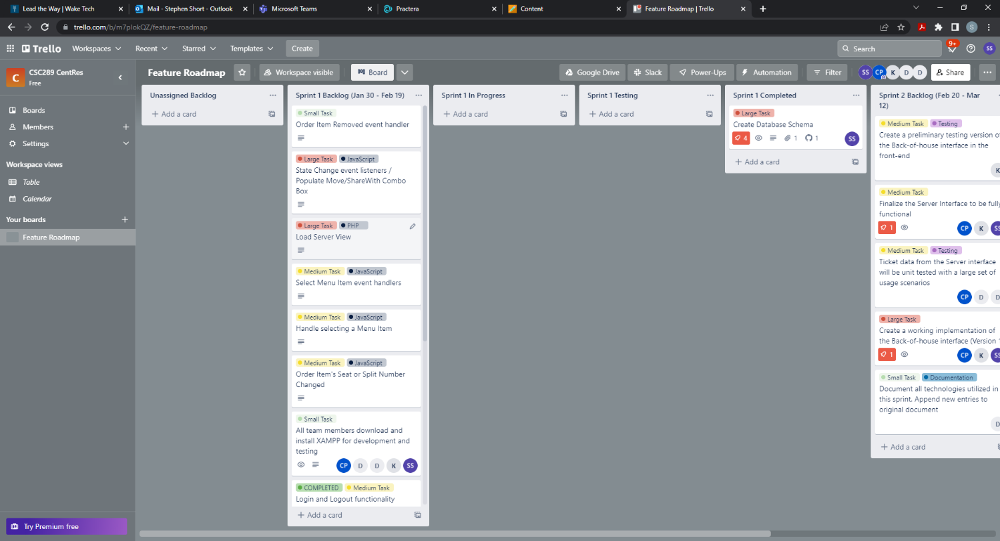 Lead the Way | Wake Tech
Mail - Stephen Short - Outlook
Microsoft Teams
Practera
Content
Feature Roadmap | Trello
trello.com/b/m7plokQZ/feature-roadmap
S
Trello
Workspaces
Recent
Starred
Templates
Create
Search
9+
SS
C
CSC289 CentRes
Free
Boards
Members
Settings
Workspace views
Table
Calendar
Your boards
Feature Roadmap
Try Premium free
Feature Roadmap
Workspace visible
Board
Google Drive
Slack
Power-Ups
Automation
Filter
SS
CP
K
D
D
Share
Unassigned Backlog
Add a card
Sprint 1 Backlog (Jan 30 - Feb 19)
Small Task
Order Item Removed event handler
Large Task
JavaScript
State Change event listeners /
Populate Move/ShareWith Combo
Box
Large Task
PHP
Load Server View
Medium Task
JavaScript
Select Menu Item event handlers
Medium Task
JavaScript
Handle selecting a Menu Item
Medium Task
JavaScript
Order Item's Seat or Split Number
Changed
Small Task
All team members download and
install XAMPP for development and
testing
CP
D
D
K
SS
COMPLETED
Medium Task
Login and Logout functionality
Add a card
Sprint 1 In Progress
Add a card
Sprint 1 Testing
Add a card
Sprint 1 Completed
Large Task
Create Database Schema
4
1
1
SS
Add a card
Sprint 2 Backlog (Feb 20 - Mar
12)
Medium Task
Testing
Create a preliminary testing version of
the Back-of-house interface in the
front-end
K
Medium Task
Finalize the Server Interface to be fully
functional
1
CP
K
SS
Medium Task
Testing
Ticket data from the Server interface
will be unit tested with a large set of
usage scenarios
CP
D
D
Large Task
Create a working implementation of
the Back-of-house interface (Version 1
1
CP
K
SS
Small Task
Documentation
Document all technologies utilized in
this sprint. Append new entries to
original document
D
Add a card